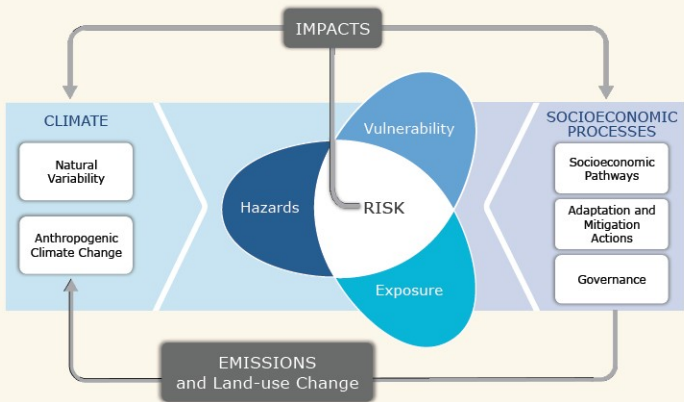 IMPACTS
CLIMATE
Natural
Variability
Anthropogenic
Climate Change
Vulnerability
Hazards
RISK
Exposure
SOCIOECONOMIC
PROCESSES
Socioeconomic
Pathways
Adaptation and
Mitigation
Actions
Governance
EMISSIONS
and Land-use Change